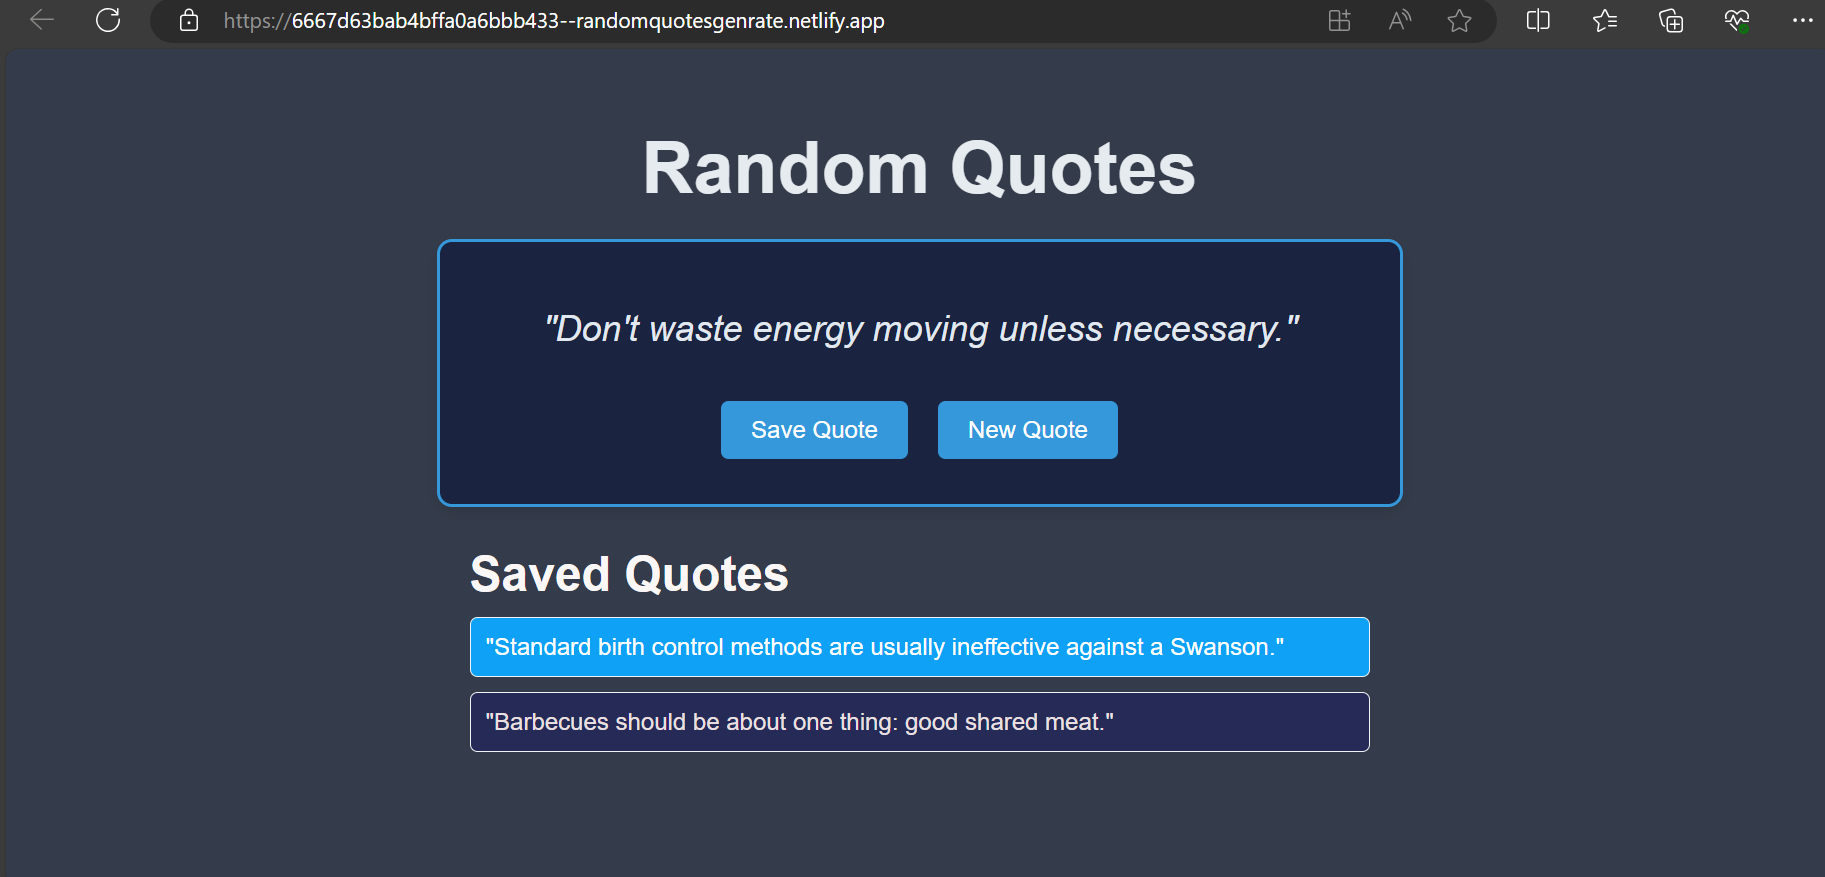 https://6667d63bab4bffa0a6bbb433--randomquotesgenrate.netlify.app
Random Quotes
"Don't waste energy moving unless necessary."
Save Quote
New Quote
Saved Quotes
"Standard birth control methods are usually ineffective against a Swanson."
"Barbecues should be about one thing: good shared meat."